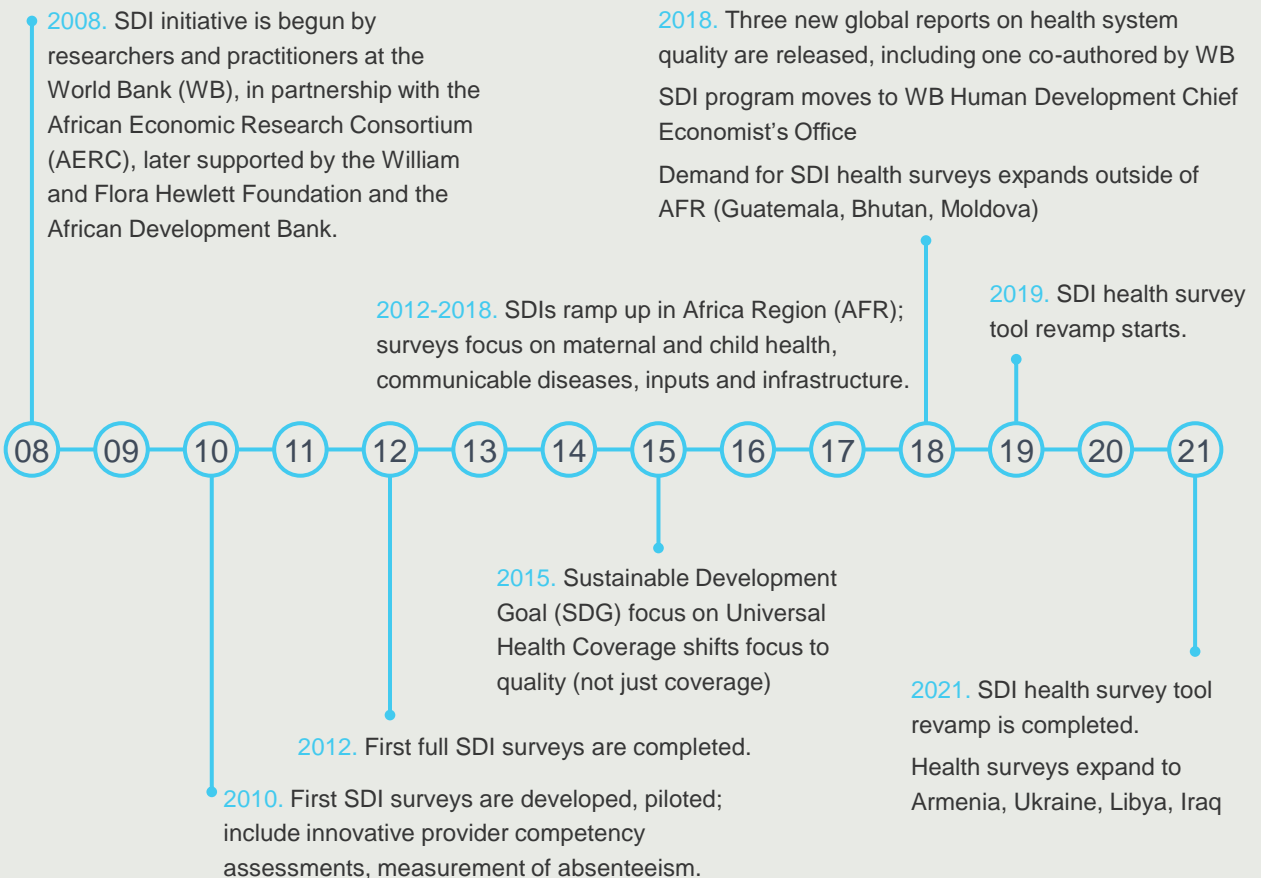 2008. SDI initiative is begun by
researchers and practitioners at the
World Bank (WB), in partnership with the
African Economic Research Consortium
(AERC), later supported by the William
and Flora Hewlett Foundation and the
African Development Bank.
2018. Three new global reports on health system
quality are released, including one co-authored by WB
SDI program moves to WB Human Development Chief
Economist's Office
Demand for SDI health surveys expands outside of
AFR (Guatemala, Bhutan, Moldova)
2012-2018. SDIs ramp up in Africa Region (AFR);
surveys focus on maternal and child health,
communicable diseases, inputs and infrastructure.
2019. SDI health survey
tool revamp starts.
08 09 10 11 12 13 14 15 16 17 18 19 20 21
2015. Sustainable Development
Goal (SDG) focus on Universal
Health Coverage shifts focus to
quality (not just coverage)
2021. SDI health survey tool
revamp is completed.
Health surveys expand to
Armenia, Ukraine, Libya, Iraq
2012. First full SDI surveys are completed.
2010. First SDI surveys are developed, piloted;
include innovative provider competency
assessments, measurement of absenteeism.